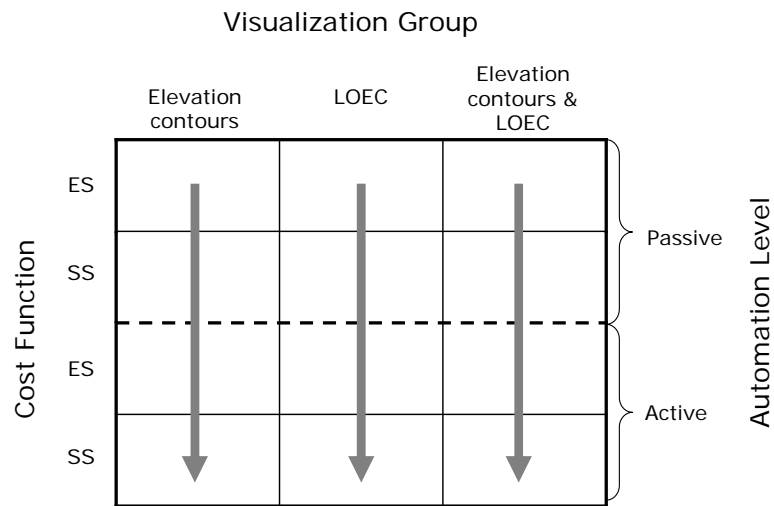 Visualization Group
Elevation
contours
LOEC
Elevation
contours &
LOEC
Cost Function
ES
SS
ES
SS
Passive
Active
Automation Level